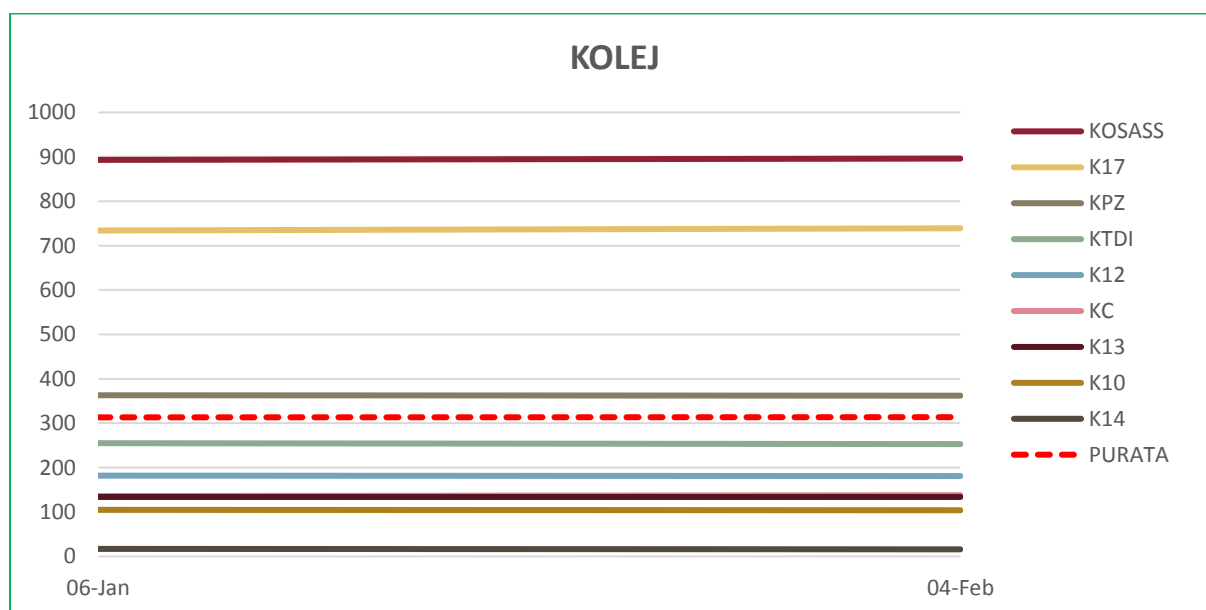 KOLEJ
1000
900
800
700
600
500
400
300
200
100
0
06-Jan
04-Feb
KOSASS
K17
KPZ
KTDI
K12
KC
K13
K10
K14
PURATA